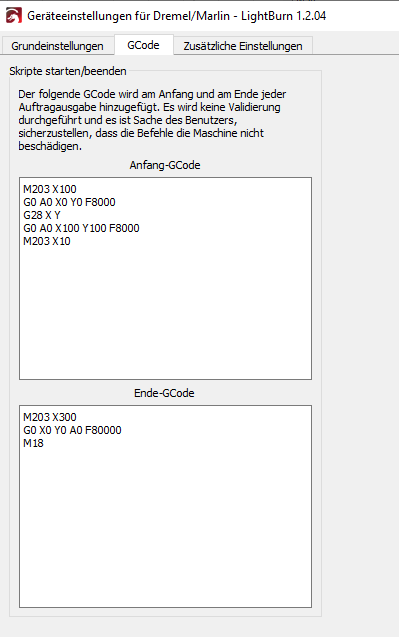 Geräteeinstellungen für Dremel/Marlin - LightBurn 1.2.04
Grundeinstellungen GCode Zusätzliche Einstellungen
Skripte starten/beenden
Der folgende GCode wird am Anfang und am Ende jeder
Auftragausgabe hinzugefügt. Es wird keine Validierung
durchgeführt und es ist Sache des Benutzers,
sicherzustellen, dass die Befehle die Maschine nicht
beschädigen.
Anfang-GCode
M203 X100
G0 A0 X0 Y0 F8000
G28 X Y
G0 A0 X100 Y100 F8000
M203 X10
Ende-GCode
M203 X300
G0 X0 Y0 A0 F80000
M18